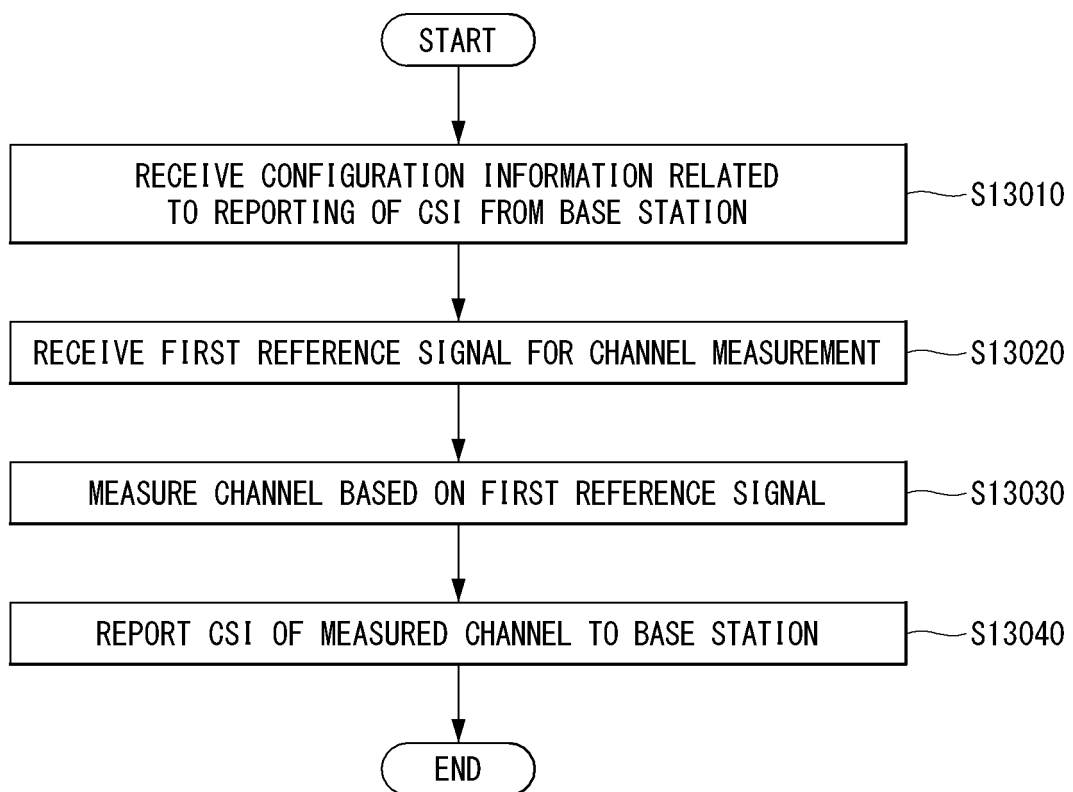 START
RECEIVE CONFIGURATION INFORMATION RELATED
TO REPORTING OF CSI FROM BASE STATION
S13010
RECEIVE FIRST REFERENCE SIGNAL FOR CHANNEL MEASUREMENT
S13020
MEASURE CHANNEL BASED ON FIRST REFERENCE SIGNAL
S13030
REPORT CSI OF MEASURED CHANNEL TO BASE STATION
S13040
END